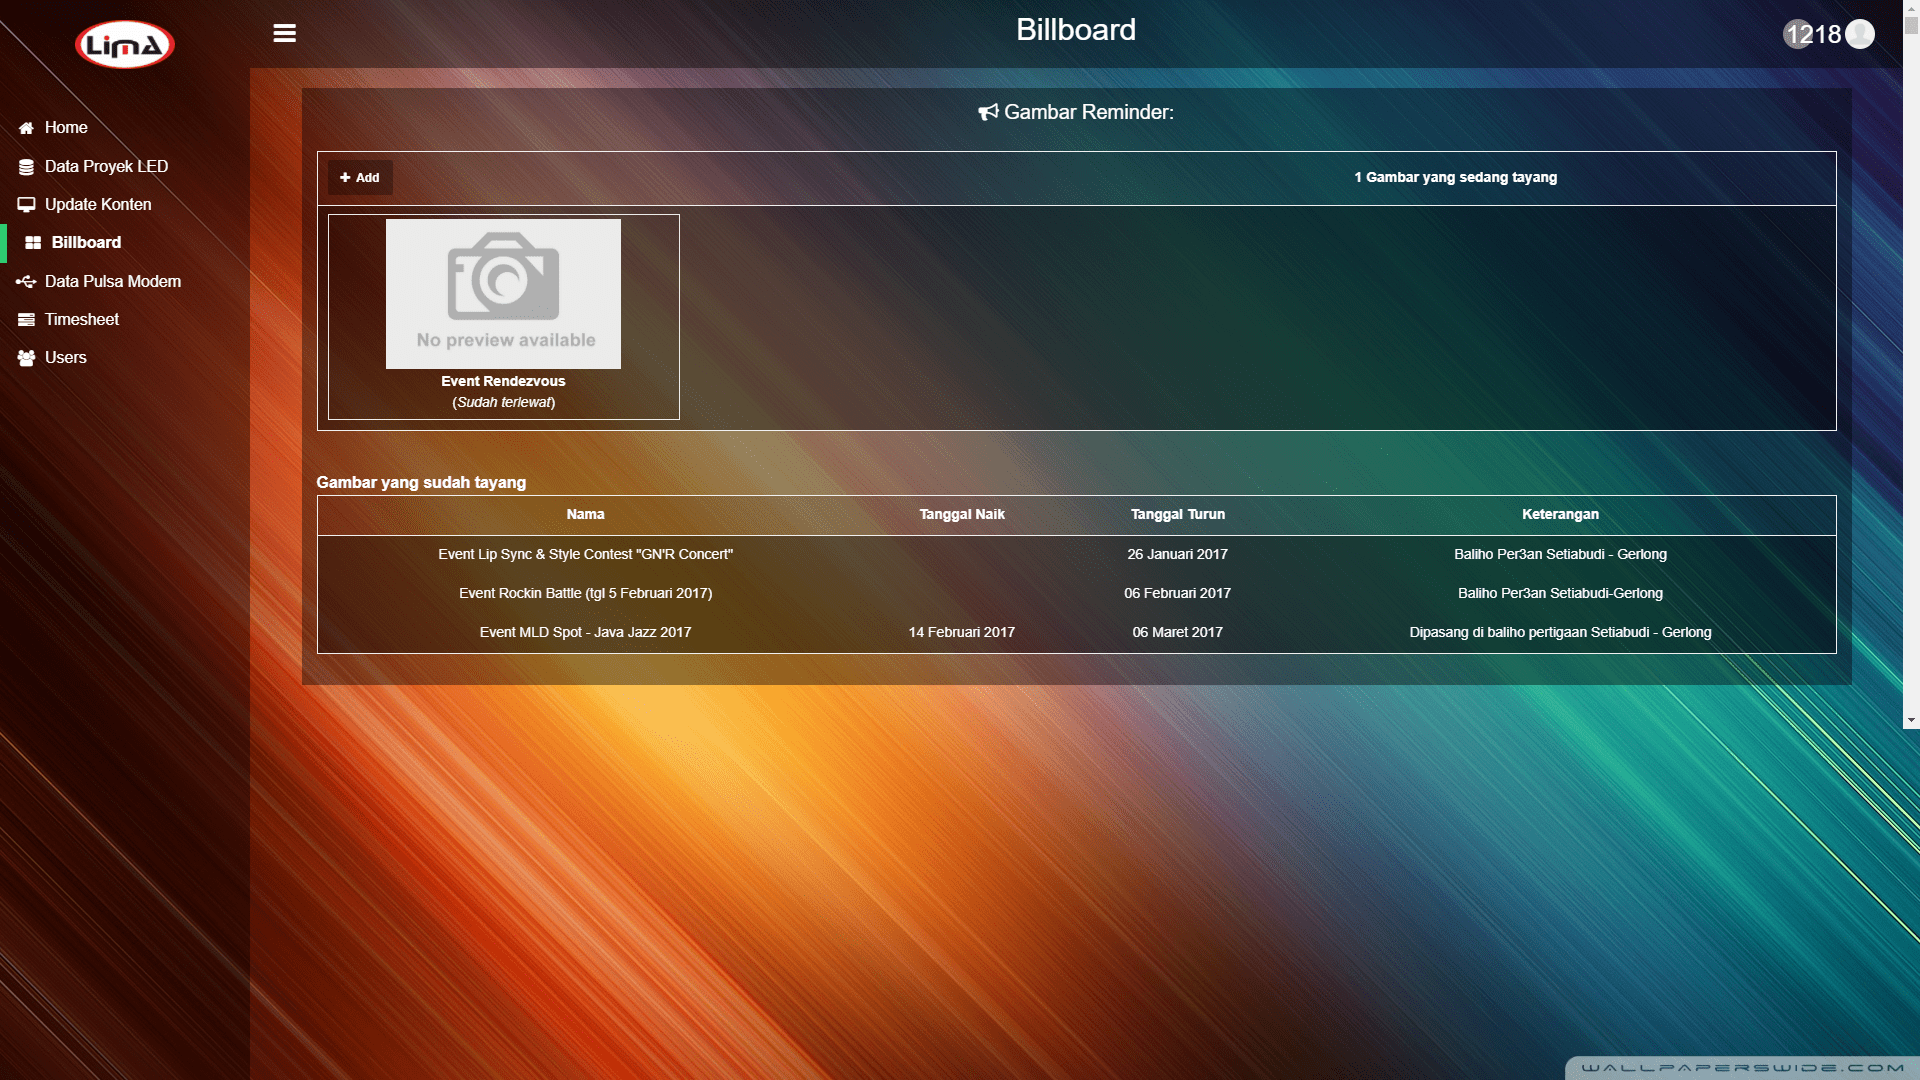 LimA
Billboard
1218
Home
Data Proyek LED
Update Konten
Billboard
Data Pulsa Modem
Timesheet
Users
Gambar Reminder:
Add
1 Gambar yang sedang tayang
No preview available
Event Rendezvous
(Sudah terlewat)
Gambar yang sudah tayang
Nama Tanggal Naik Tanggal Turun Keterangan
Event Lip Sync & Style Contest "GN'R Concert" 26 Januari 2017 Baliho Per3an Setiabudi - Gerlong
Event Rockin Battle (tgl 5 Februari 2017) 06 Februari 2017 Baliho Per3an Setiabudi-Gerlong
Event MLD Spot - Java Jazz 2017 14 Februari 2017 06 Maret 2017 Dipasang di baliho pertigaan Setiabudi - Gerlong
WALLPAPERSWIDE.COM